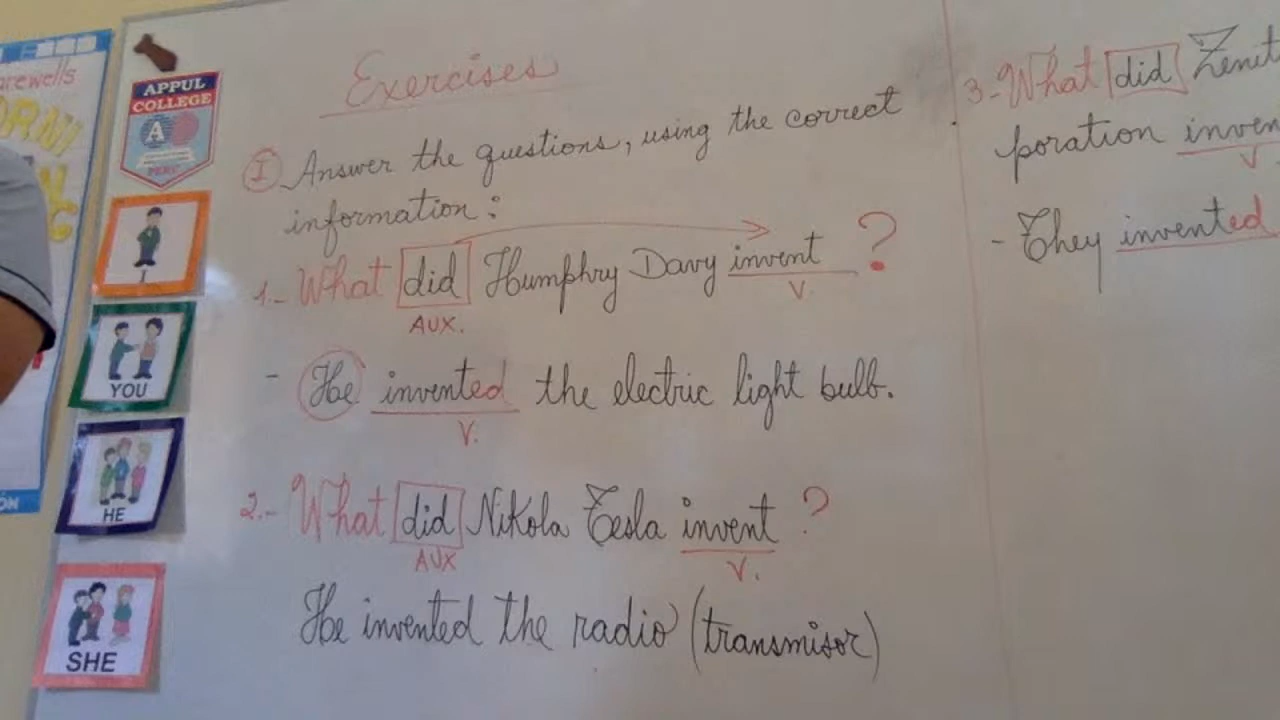 arewells
APPUL
COLLEGE
A
PERÚ
I
YOU
HE
SHE
Exercises
I Answer the questions, using the correct
information:
1.- What did Humphry Davy invent ?
AUX. V.
- He invented the electric light bulb.
V.
2.- What did Nikola Tesla invent ?
AUX V.
He invented the radio (transmisor)
3.- What did Zenit
poration inven
V
- They invented